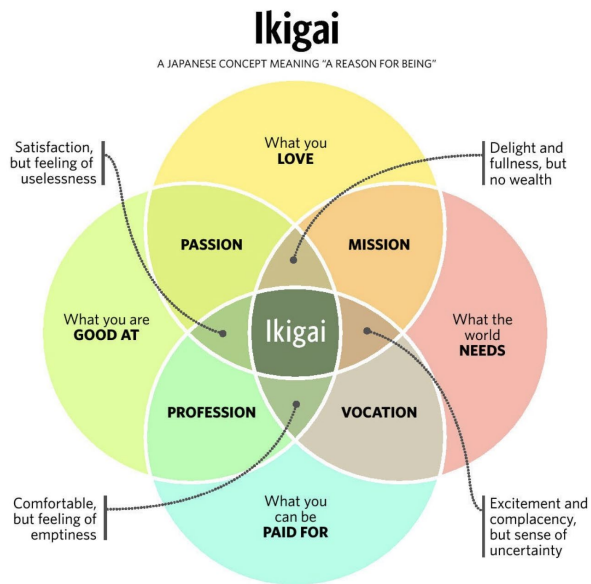 Ikigai
A JAPANESE CONCEPT MEANING "A REASON FOR BEING"
Satisfaction,
but feeling of
uselessness
What you
LOVE
Delight and
fullness, but
no wealth
PASSION
MISSION
What you are
GOOD AT
Ikigai
What the
world
NEEDS
PROFESSION
VOCATION
Comfortable,
but feeling of
emptiness
What you
can be
PAID FOR
Excitement and
complacency,
but sense of
uncertainty